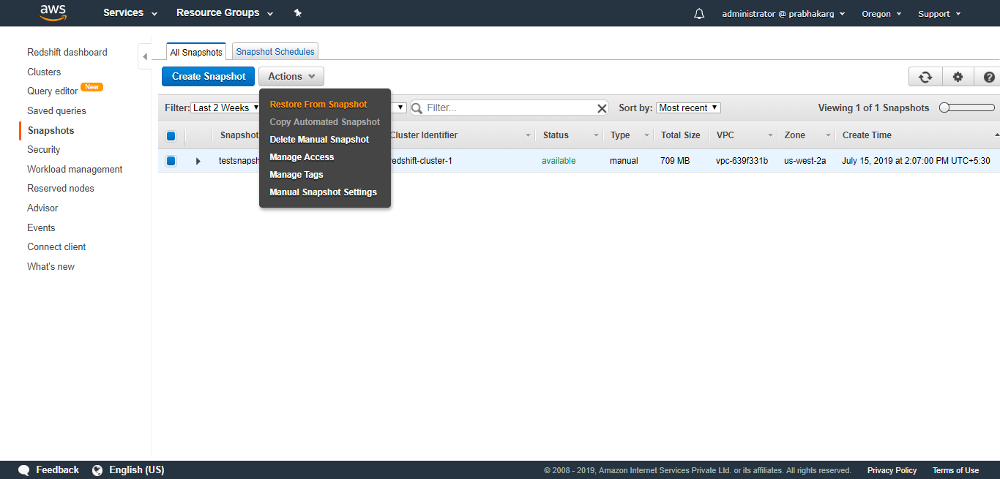 aws Services Resource Groups administrator @ prabhakarg Oregon Support
Redshift dashboard
Clusters
Query editor New
Saved queries
Snapshots
Security
Workload management
Reserved nodes
Advisor
Events
Connect client
What's new
All Snapshots Snapshot Schedules
Create Snapshot Actions
Restore From Snapshot
Copy Automated Snapshot
Delete Manual Snapshot
Manage Access
Manage Tags
Manual Snapshot Settings
Filter: Last 2 Weeks Filter... Sort by: Most recent Viewing 1 of 1 Snapshots
Snapshot Cluster Identifier Status Type Total Size VPC Zone Create Time
testsnapsh redshift-cluster-1 available manual 709 MB vpc-639f331b us-west-2a July 15, 2019 at 2:07:00 PM UTC+5:30
Feedback English (US) © 2008 - 2019, Amazon Internet Services Private Ltd. or its affiliates. All rights reserved. Privacy Policy Terms of Use